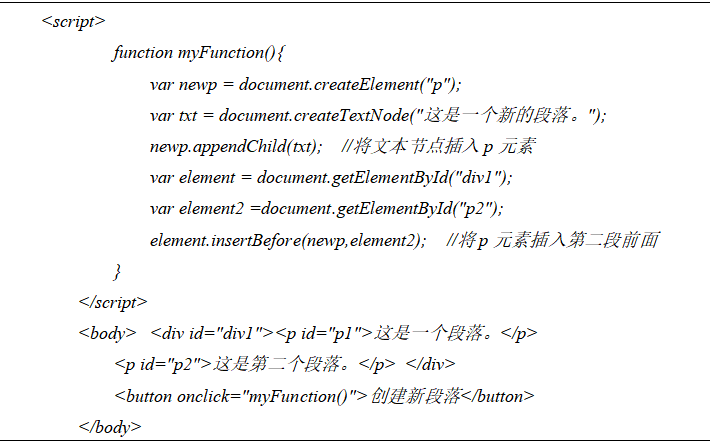 <script>
function myFunction(){
var newp = document.createElement("p");
var txt = document.createTextNode("这是一个新的段落。");
newp.appendChild(txt); //将文本节点插入 p 元素
var element = document.getElementById("div1");
var element2 =document.getElementById("p2");
element.insertBefore(newp,element2); //将 p 元素插入第二段前面
}
</script>
<body> <div id="div1"><p id="p1">这是一个段落。</p>
<p id="p2">这是第二个段落。</p> </div>
<button onclick="myFunction()">创建新段落</button>
</body>